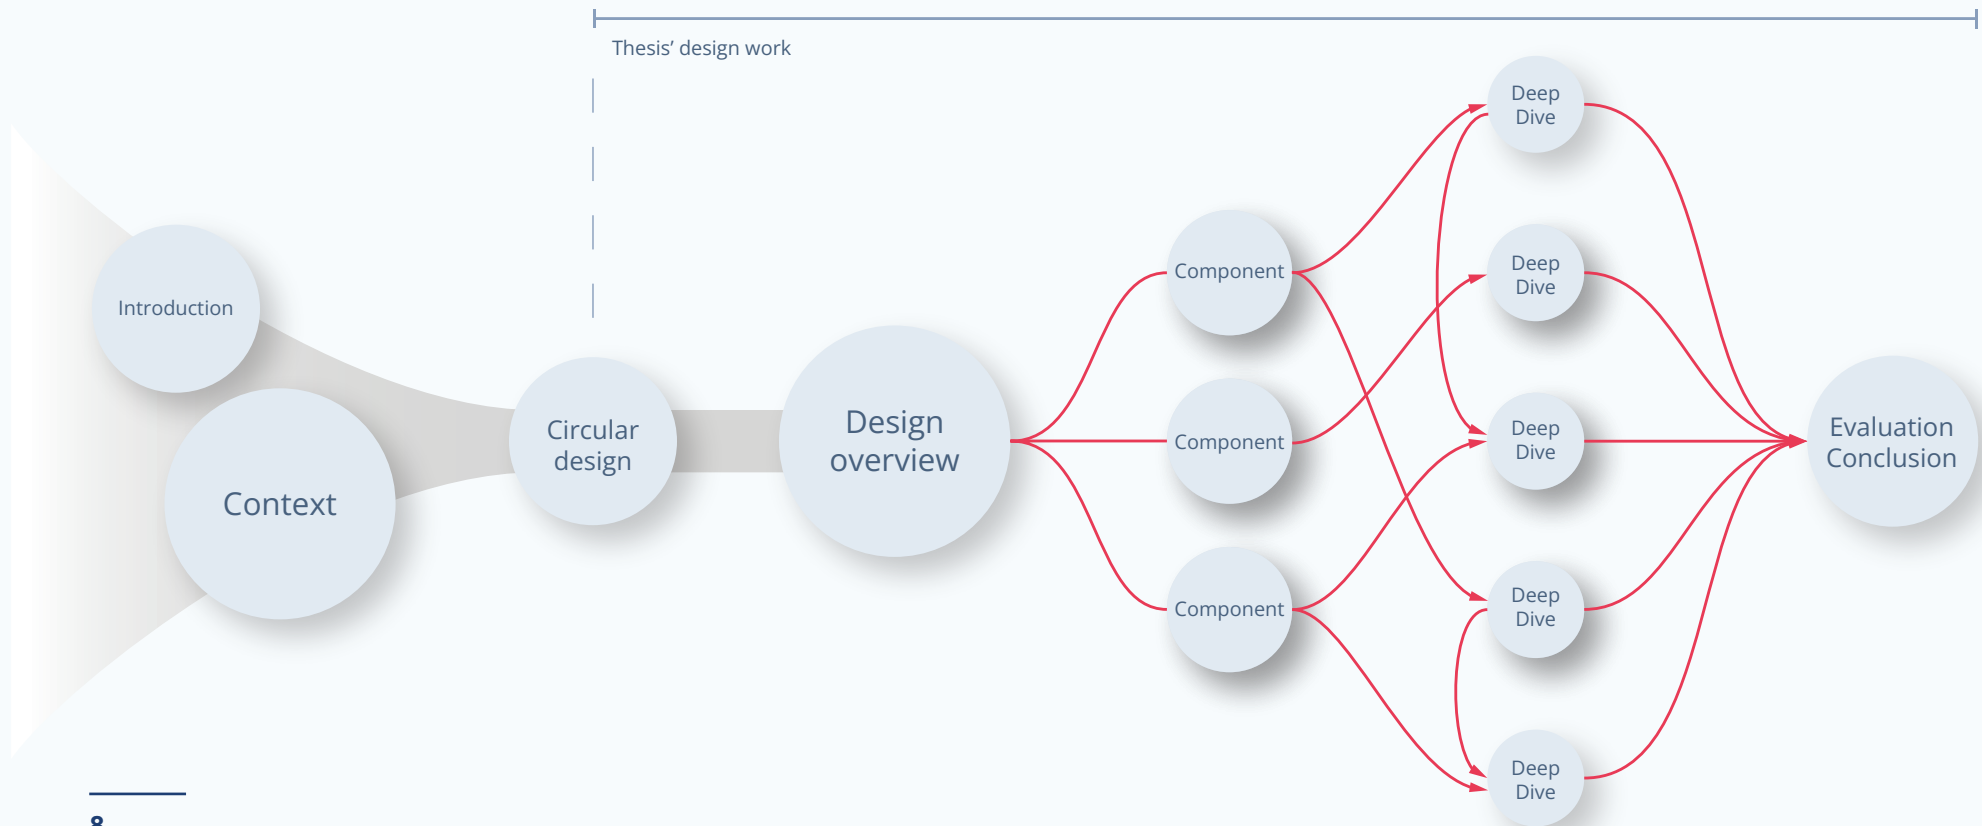 Thesis’ design work
Introduction
Context
Circular
design
Design
overview
Component
Component
Component
Deep
Dive
Deep
Dive
Deep
Dive
Deep
Dive
Deep
Dive
Evaluation
Conclusion
8